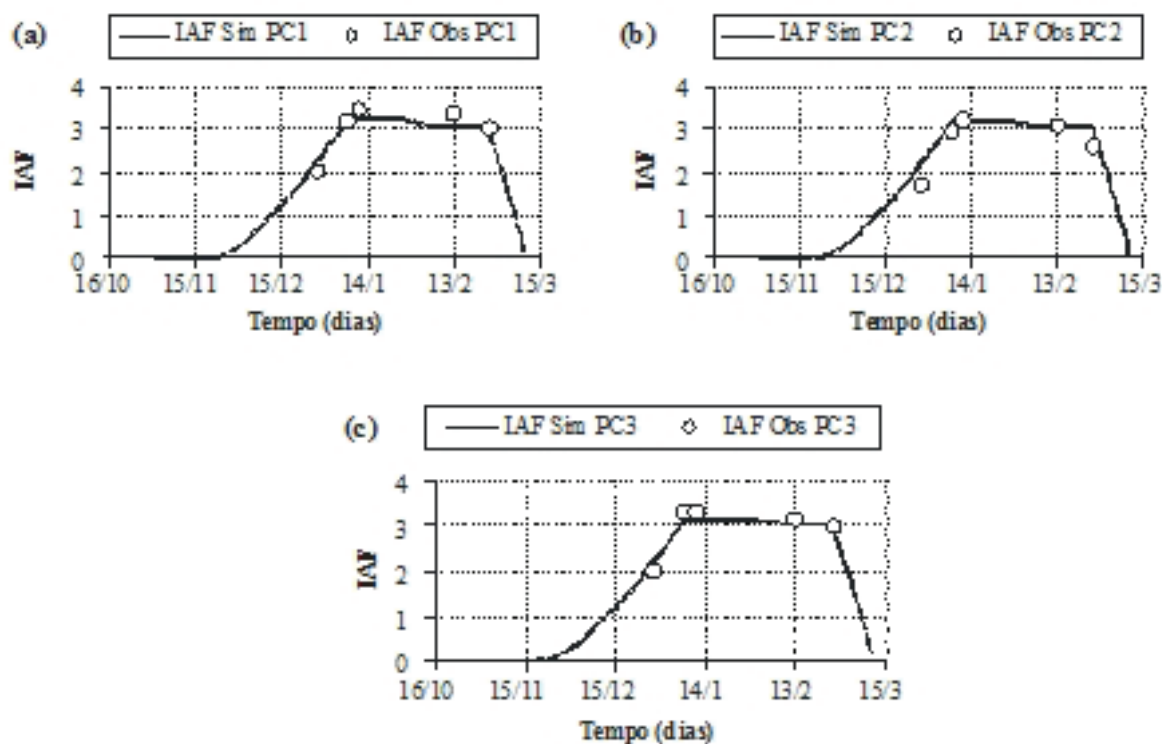 (a) IAF Sim PC1 IAF Obs PC1
4
3
2
1
0
IAF
16/10 15/11 15/12 14/1 13/2 15/3
Tempo (dias)
(b) IAF Sim PC2 IAF Obs PC2
4
3
2
1
0
IAF
16/10 15/11 15/12 14/1 13/2 15/3
Tempo (dias)
(c) IAF Sim PC3 IAF Obs PC3
4
3
2
1
0
IAF
16/10 15/11 15/12 14/1 13/2 15/3
Tempo (dias)